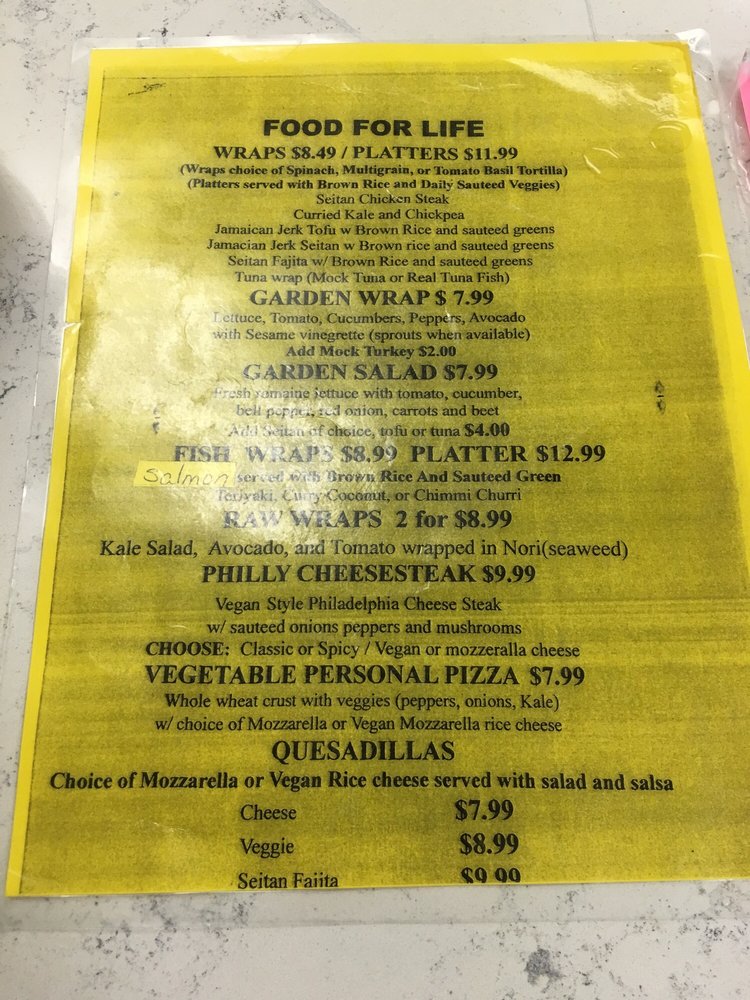 FOOD FOR LIFE
WRAPS $8.49 / PLATTERS $11.99
(Wraps choice of Spinach, Multigrain, or Tomato Basil Tortilla)
(Platters served with Brown Rice and Daily Sauteed Veggies)
Seitan Chicken Steak
Curried Kale and Chickpea
Jamaican Jerk Tofu w Brown Rice and sauteed greens
Jamacian Jerk Seitan w Brown rice and sauteed greens
Seitan Fajita w/ Brown Rice and sauteed greens
Tuna wrap (Mock Tuna or Real Tuna Fish)
GARDEN WRAP $ 7.99
Lettuce, Tomato, Cucumbers, Peppers, Avocado
with Sesame vinegrette (sprouts when available)
Add Mock Turkey $2.00
GARDEN SALAD $7.99
Fresh romaine lettuce with tomato, cucumber,
bell pepper, red onion, carrots and beet
Add Seitan of choice, tofu or tuna $4.00
FISH WRAPS $8.99 PLATTER $12.99
Salmon served with Brown Rice And Sauteed Green
Teriyaki, Curry Coconut, or Chimmi Churri
RAW WRAPS 2 for $8.99
Kale Salad, Avocado, and Tomato wrapped in Nori(seaweed)
PHILLY CHEESESTEAK $9.99
Vegan Style Philadelphia Cheese Steak
w/ sauteed onions peppers and mushrooms
CHOOSE: Classic or Spicy / Vegan or mozzeralla cheese
VEGETABLE PERSONAL PIZZA $7.99
Whole wheat crust with veggies (peppers, onions, Kale)
w/ choice of Mozzarella or Vegan Mozzarella rice cheese
QUESADILLAS
Choice of Mozzarella or Vegan Rice cheese served with salad and salsa
Cheese $7.99
Veggie $8.99
Seitan Fajita $9.99